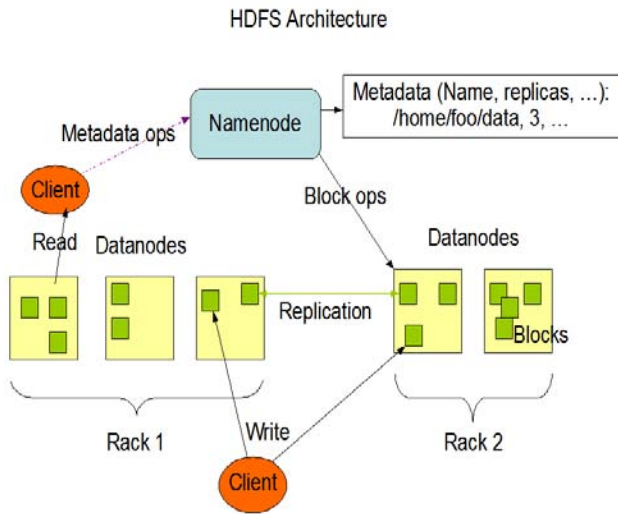 HDFS Architecture
Metadata (Name, replicas, …):
/home/foo/data, 3, …
Namenode
Metadata ops
Client
Block ops
Read
Datanodes
Datanodes
Replication
Blocks
Rack 1
Write
Rack 2
Client